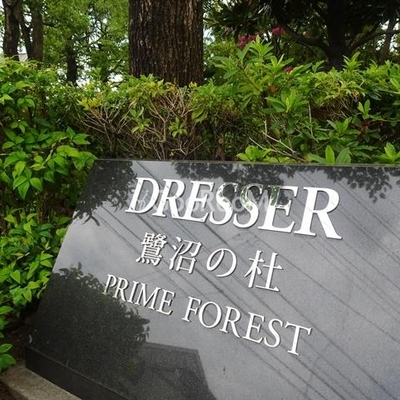 DRESSER
鷺沼の杜
PRIME FOREST